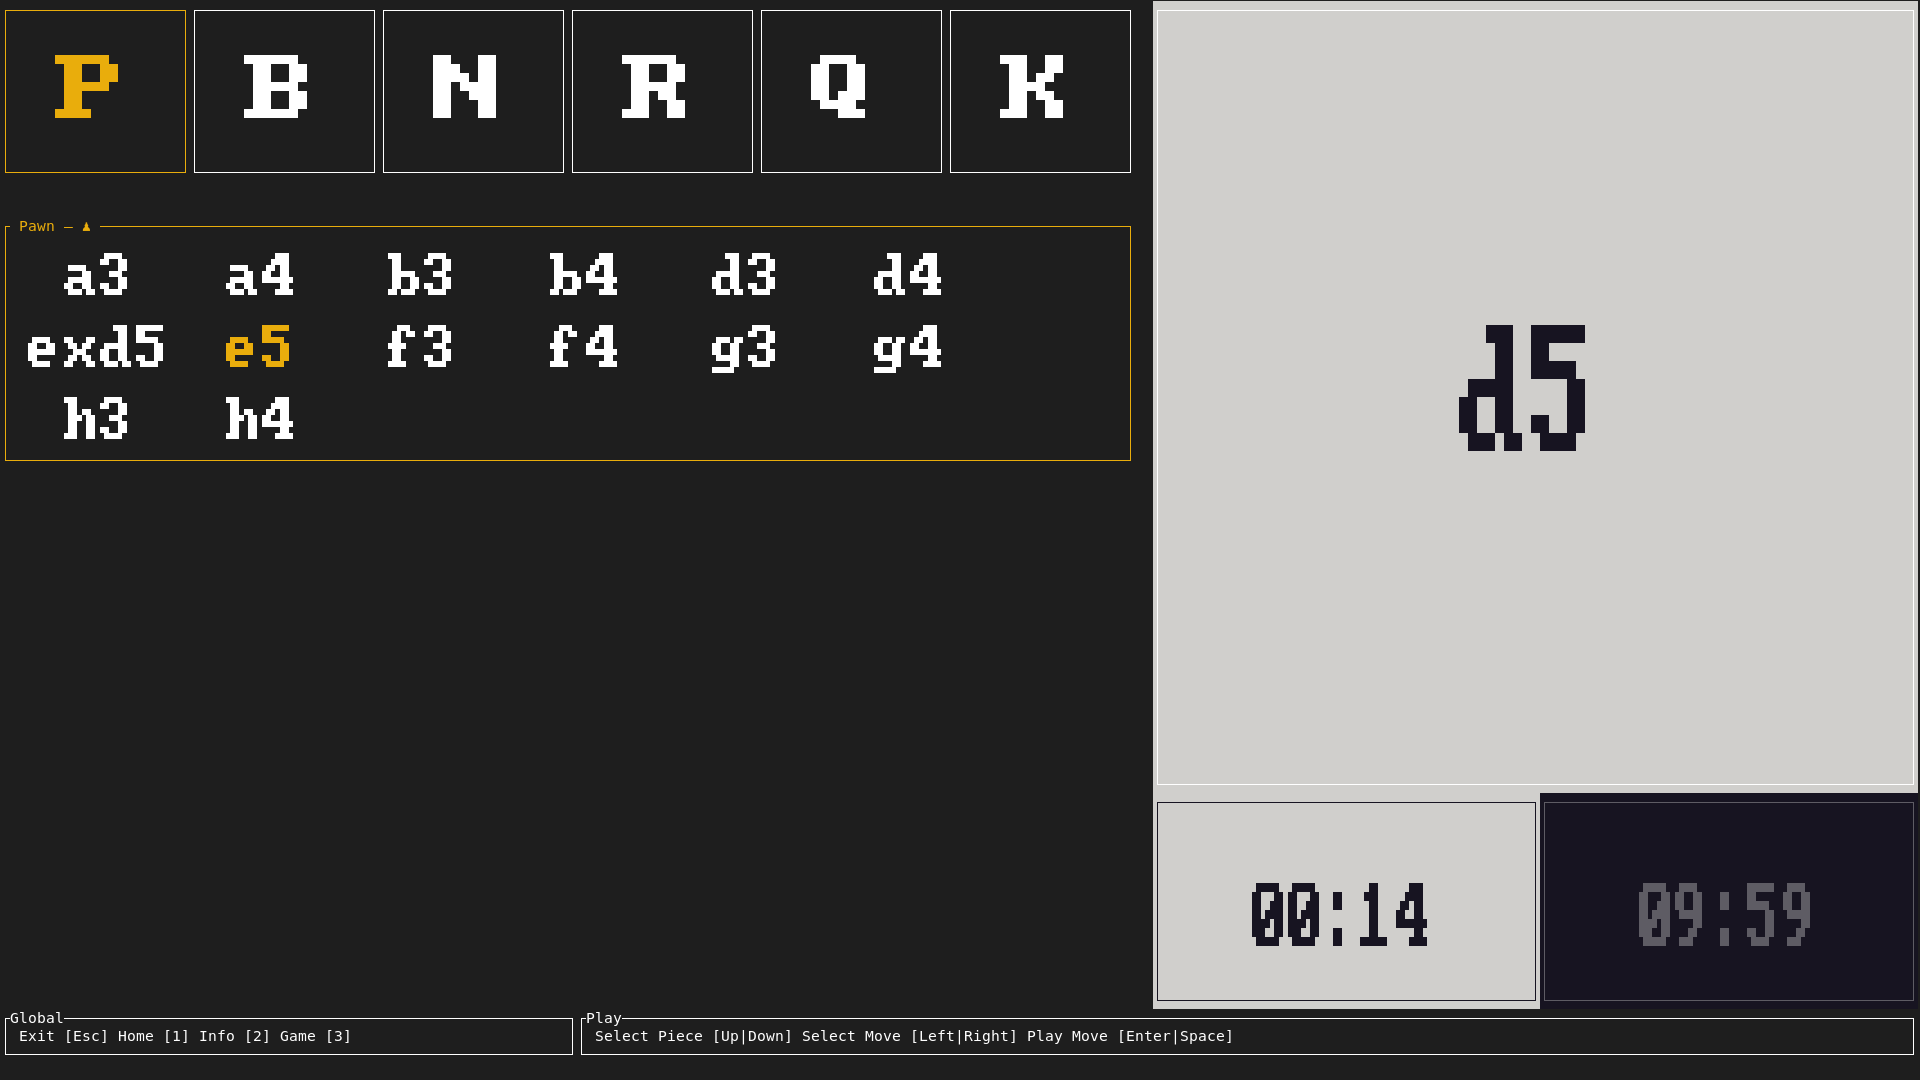 P B N R Q K
Pawn — ♟
a3 a4 b3 b4 d3 d4
exd5 e5 f3 f4 g3 g4
h3 h4
d5
00:14 09:59
Global
Exit [Esc] Home [1] Info [2] Game [3]
Play
Select Piece [Up|Down] Select Move [Left|Right] Play Move [Enter|Space]